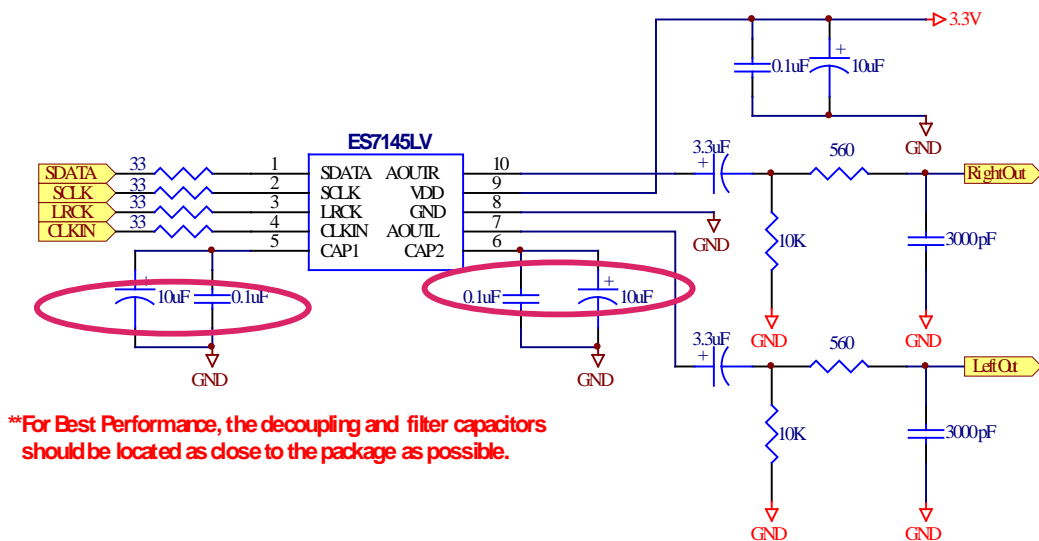 3.3V
0.1uF
+
10uF
GND
ES7145LV
SDATA
33
1
SDATA
AOUTR
10
SCLK
33
2
SCLK
VDD
9
LRCK
33
3
LRCK
GND
8
CLKIN
33
4
CLKIN
AOUTL
7
5
CAP1
CAP2
6
GND
3.3uF
+
560
RightOut
10K
3000pF
GND
GND
+
10uF
0.1uF
GND
0.1uF
+
10uF
GND
3.3uF
+
560
LeftOut
10K
3000pF
GND
GND
**For Best Performance, the decoupling and filter capacitors
should be located as close to the package as possible.